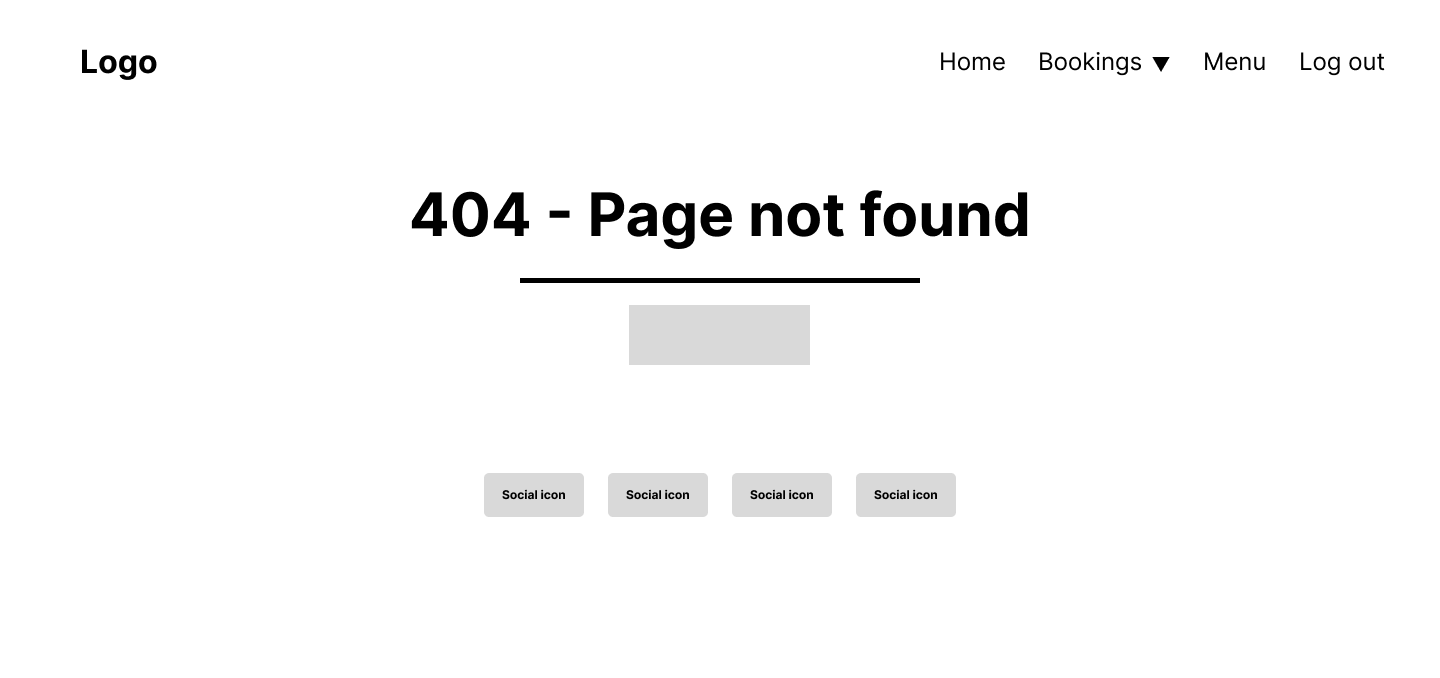 Logo
Home Bookings ▼ Menu Log out
404 - Page not found
Social icon Social icon Social icon Social icon